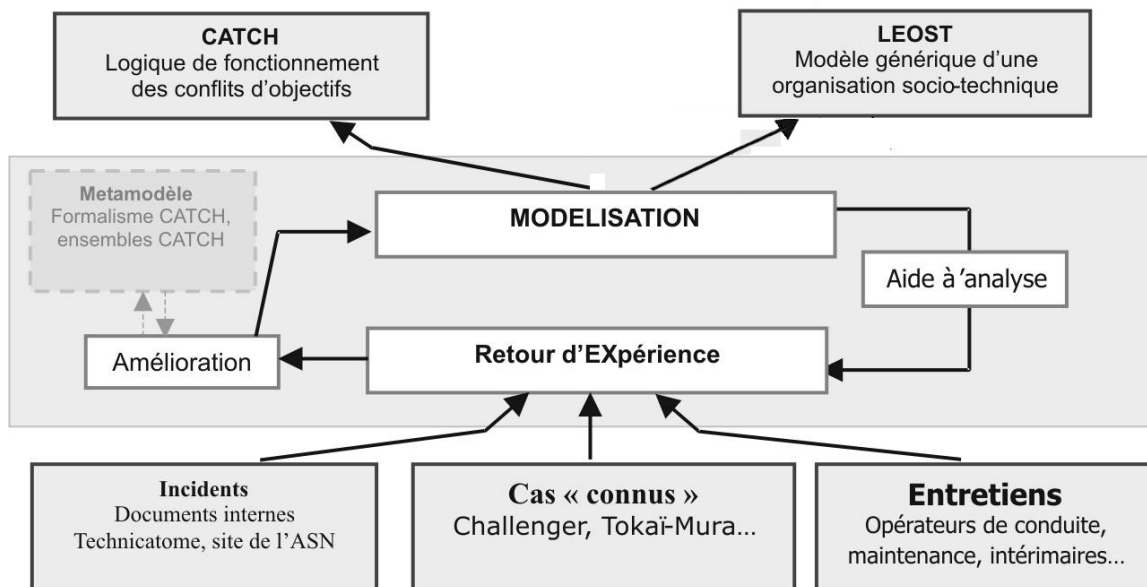 CATCH
Logique de fonctionnement
des conflits d’objectifs
LEOST
Modèle générique d’une
organisation socio-technique
Metamodèle
Formalisme CATCH,
ensembles CATCH
MODELISATION
Aide à ’analyse
Amélioration
Retour d’EXpérience
Incidents
Documents internes
Technicatome, site de l’ASN
Cas « connus »
Challenger, Tokaï-Mura...
Entretiens
Opérateurs de conduite,
maintenance, intérimaires...